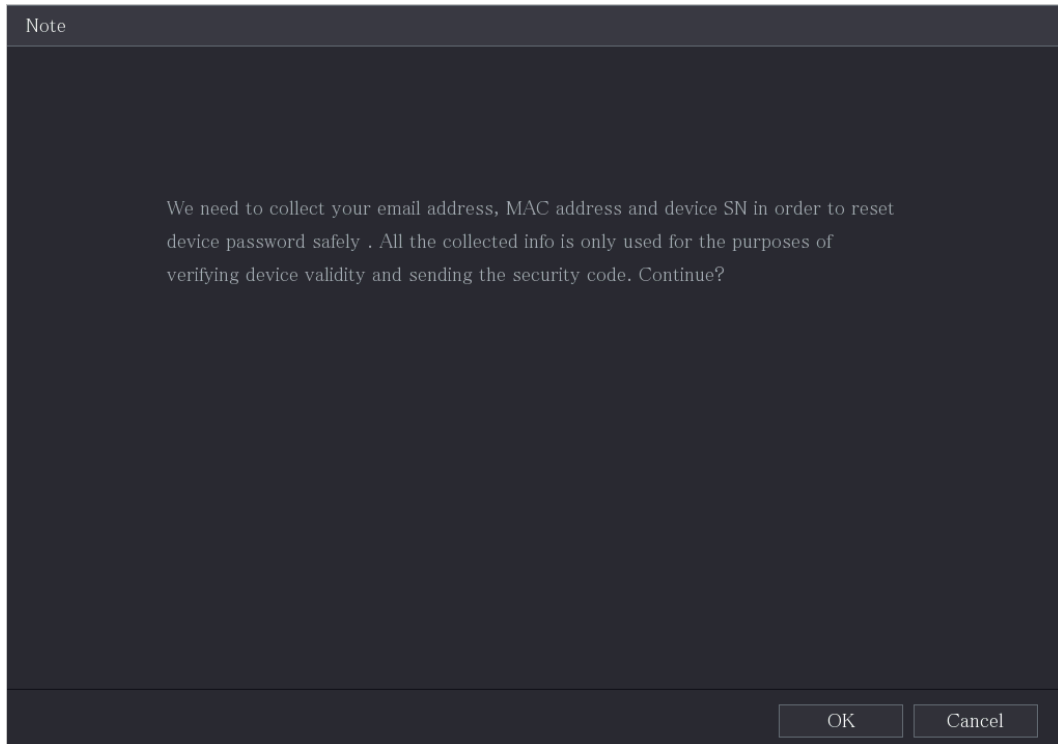 Note
We need to collect your email address, MAC address and device SN in order to reset
device password safely . All the collected info is only used for the purposes of
verifying device validity and sending the security code. Continue?
OK
Cancel